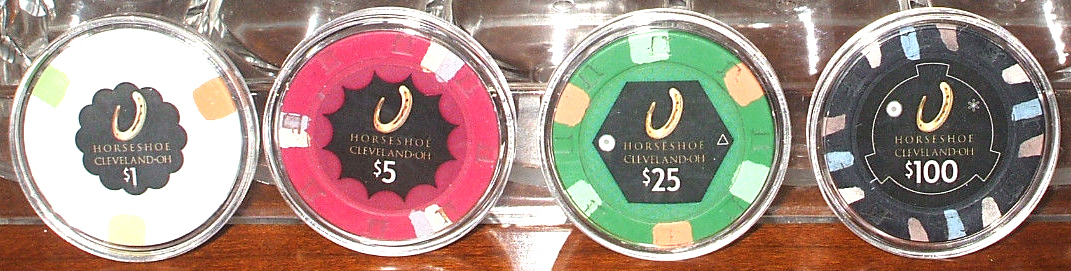 HORSESHOE
CLEVELAND-OH
$1
HORSESHOE
CLEVELAND-OH
$5
HORSESHOE
CLEVELAND-OH
$25
HORSESHOE
CLEVELAND-OH
$100